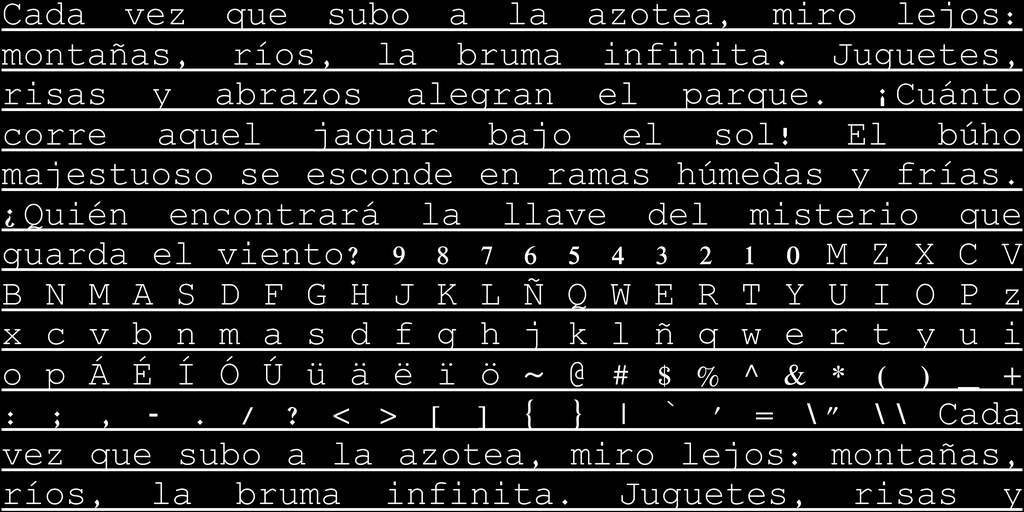 Cada vez que subo a la azotea, miro lejos:
montañas, ríos, la bruma infinita. Juguetes,
risas y abrazos alegran el parque. ¡Cuánto
corre aquel jaguar bajo el sol! El búho
majestuoso se esconde en ramas húmedas y frías.
¿Quién encontrará la llave del misterio que
guarda el viento? 9 8 7 6 5 4 3 2 1 0 M Z X C V
B N M A S D F G H J K L Ñ Q W E R T Y U I O P z
x c v b n m a s d f g h j k l ñ q w e r t y u i
o p Á É Í Ó Ú ü ä ë ï ö ~ @ # $ % ^ & * ( ) _ +
: ; , - . / ? < > [ ] { } | ` ' = \" \\ Cada
vez que subo a la azotea, miro lejos: montañas,
ríos, la bruma infinita. Juguetes, risas y